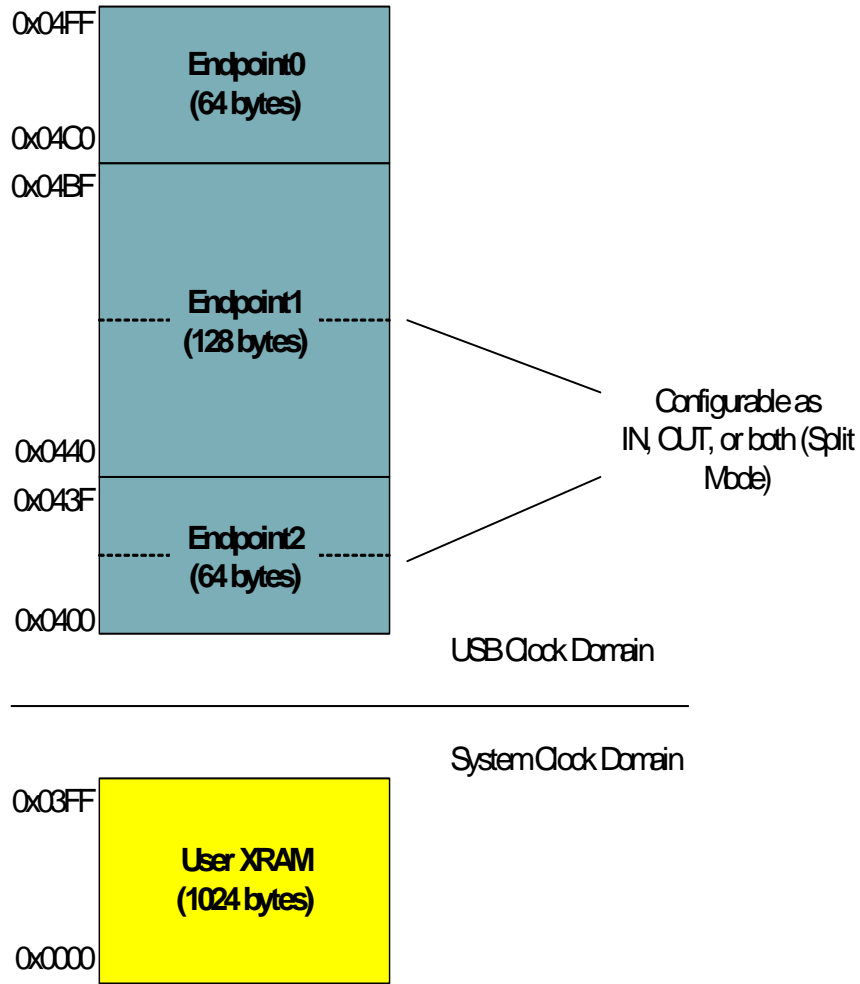 0x04FF
Endpoint0
(64 bytes)
0x04C0
0x04BF
Endpoint1
(128 bytes)
Configurable as
IN, OUT, or both (Split
Mode)
0x0440
0x043F
Endpoint2
(64 bytes)
0x0400
USB Clock Domain
System Clock Domain
0x03FF
User XRAM
(1024 bytes)
0x0000